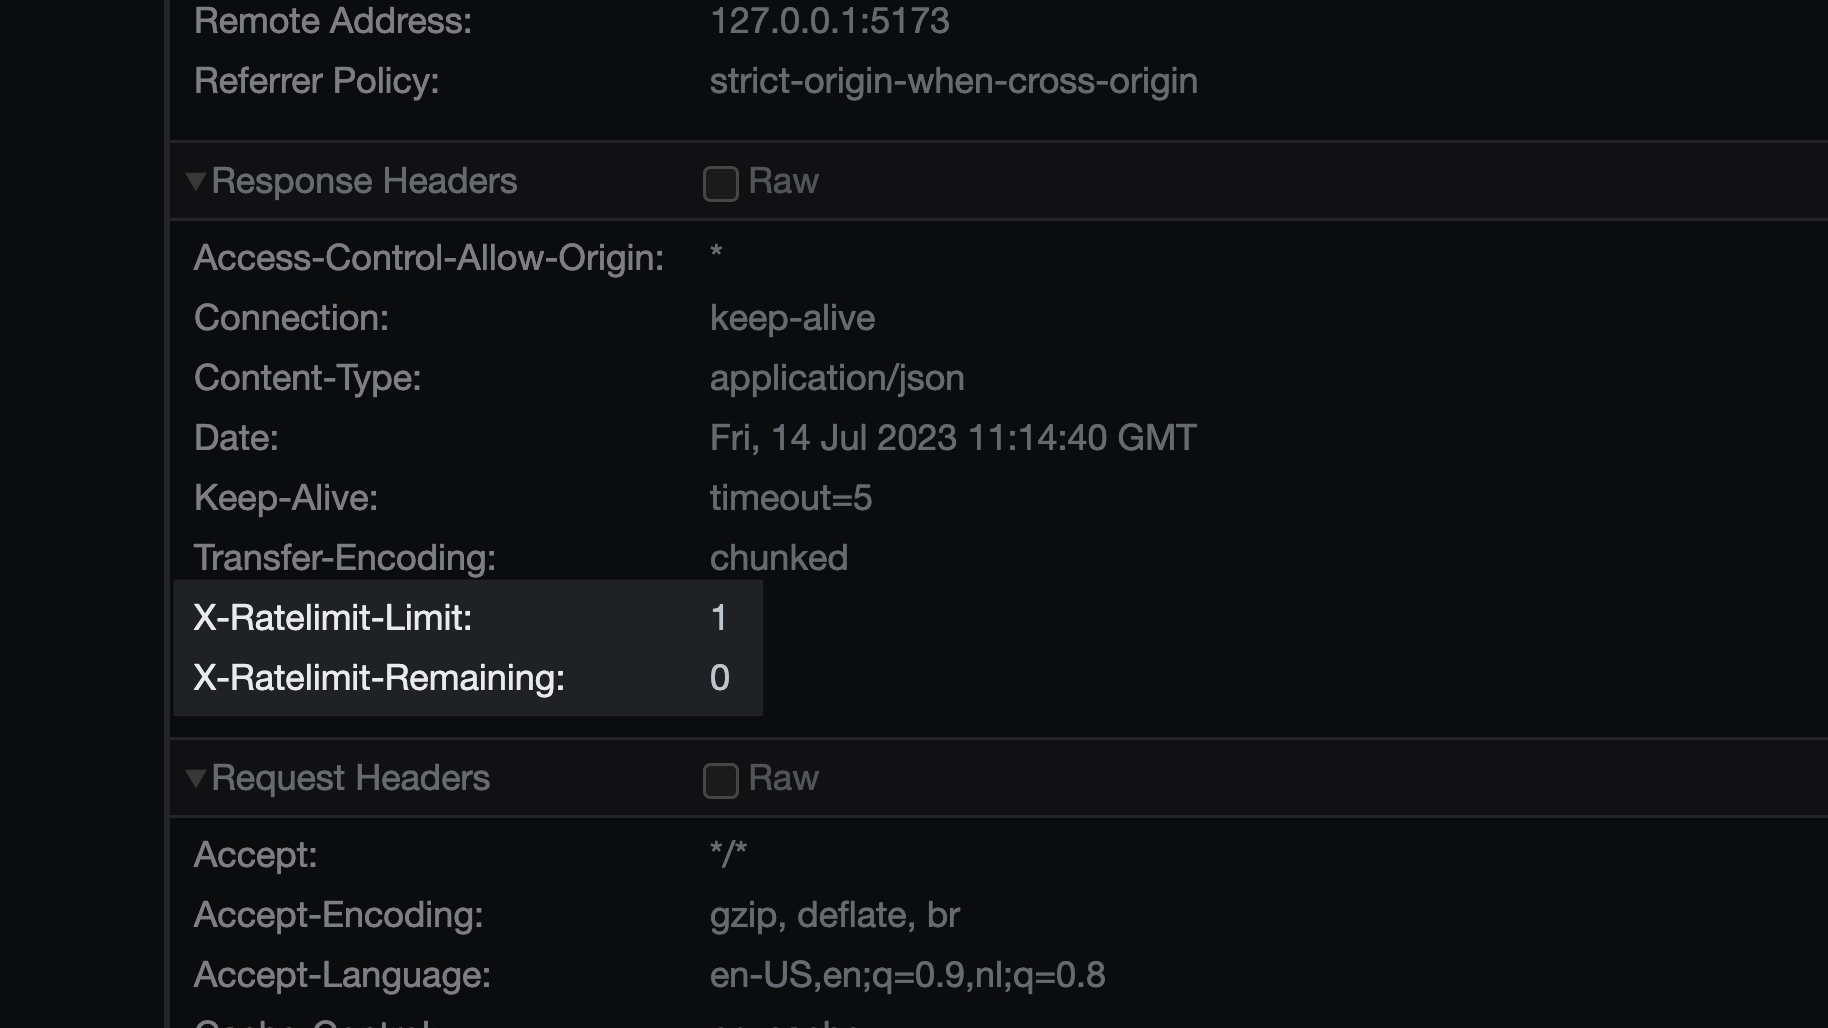 Remote Address: 127.0.0.1:5173
Referrer Policy: strict-origin-when-cross-origin
▼Response Headers Raw
Access-Control-Allow-Origin: *
Connection: keep-alive
Content-Type: application/json
Date: Fri, 14 Jul 2023 11:14:40 GMT
Keep-Alive: timeout=5
Transfer-Encoding: chunked
X-Ratelimit-Limit: 1
X-Ratelimit-Remaining: 0
▼Request Headers Raw
Accept: */*
Accept-Encoding: gzip, deflate, br
Accept-Language: en-US,en;q=0.9,nl;q=0.8